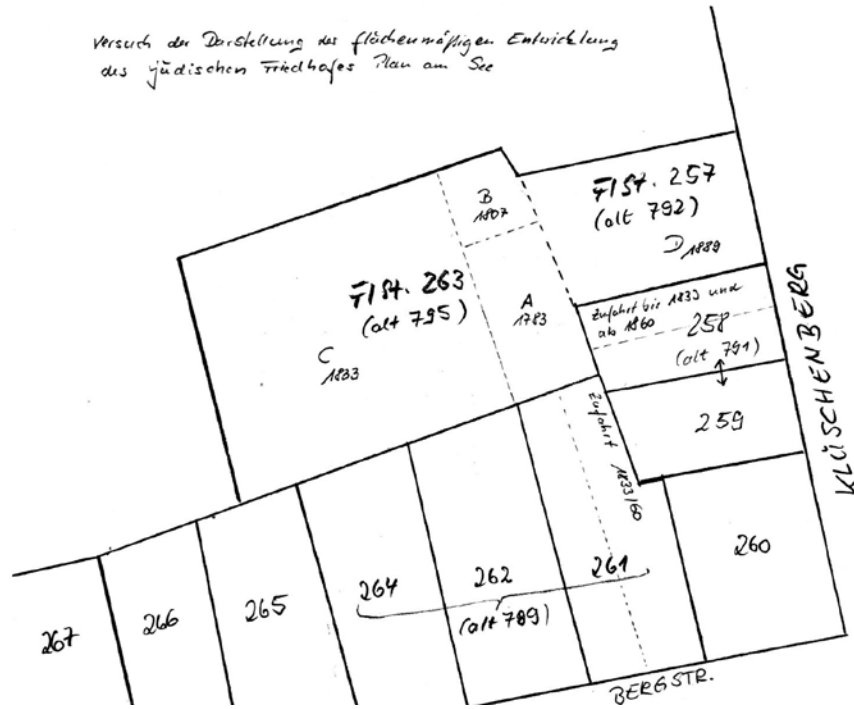 Versuch der Darstellung der flächenmäßigen Entwicklung
des jüdischen Friedhofes Plau am See
B
1807
FlSt. 257
(alt 792)
D 1889
FlSt. 263
(alt 795)
A
1783
C
1833
Zufahrt bis 1833 und
ab 1860
258
(alt 791)
259
KLÜSCHENBERG
Zufahrt 1833/60
260
261
262
264
(alt 789)
265
266
267
BERGSTR.